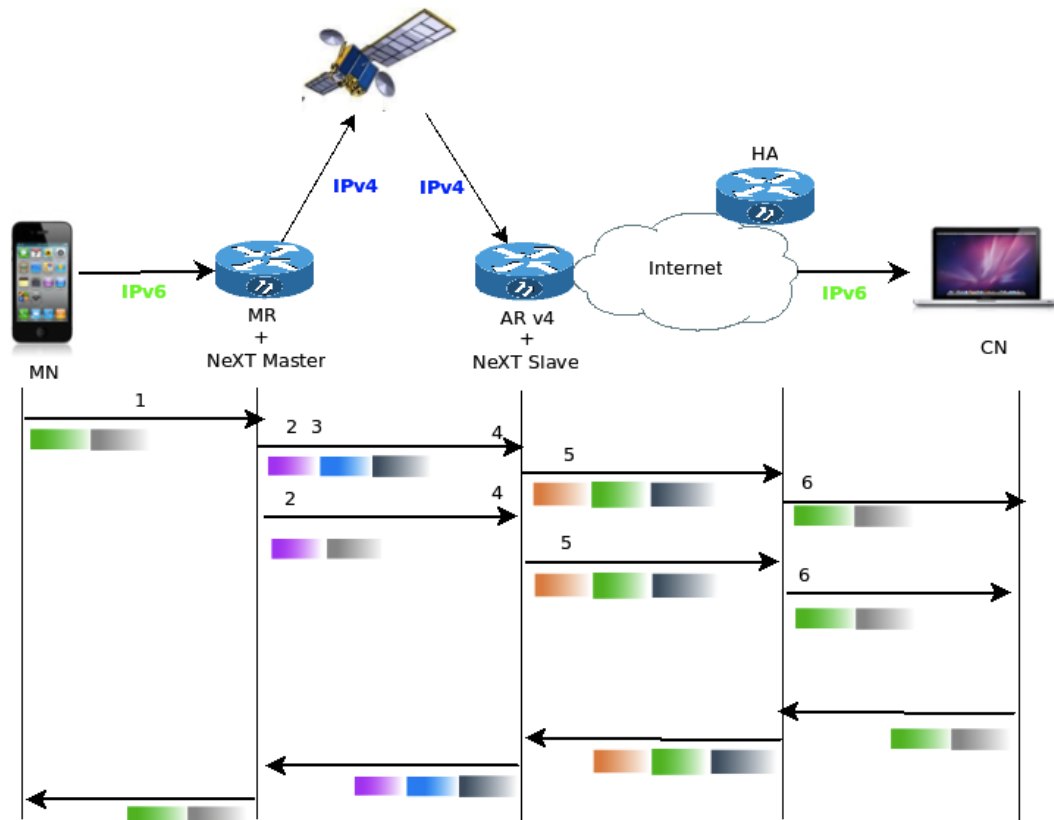 HA
IPv4
IPv4
Internet
IPv6
IPv6
MR
+
NeXT Master
AR v4
+
NeXT Slave
CN
MN
1
2 3
4
5
2
4
6
5
6